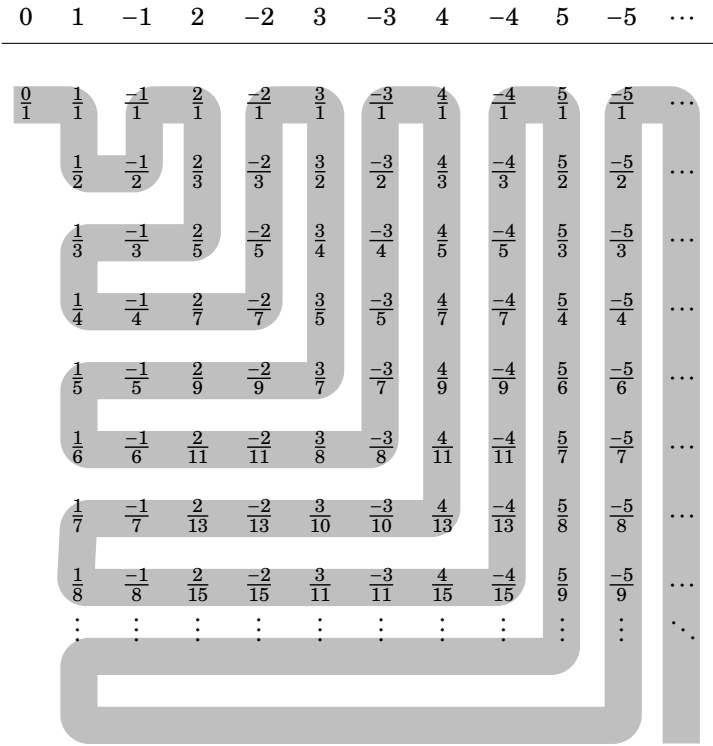 0 1 −1 2 −2 3 −3 4 −4 5 −5 ⋯
0/1 1/1 −1/1 2/1 −2/1 3/1 −3/1 4/1 −4/1 5/1 −5/1 ⋯
1/2 −1/2 2/3 −2/3 3/2 −3/2 4/3 −4/3 5/2 −5/2 ⋯
1/3 −1/3 2/5 −2/5 3/4 −3/4 4/5 −4/5 5/3 −5/3 ⋯
1/4 −1/4 2/7 −2/7 3/5 −3/5 4/7 −4/7 5/4 −5/4 ⋯
1/5 −1/5 2/9 −2/9 3/7 −3/7 4/9 −4/9 5/6 −5/6 ⋯
1/6 −1/6 2/11 −2/11 3/8 −3/8 4/11 −4/11 5/7 −5/7 ⋯
1/7 −1/7 2/13 −2/13 3/10 −3/10 4/13 −4/13 5/8 −5/8 ⋯
1/8 −1/8 2/15 −2/15 3/11 −3/11 4/15 −4/15 5/9 −5/9 ⋯
⋮ ⋮ ⋮ ⋮ ⋮ ⋮ ⋮ ⋮ ⋮ ⋮ ⋱